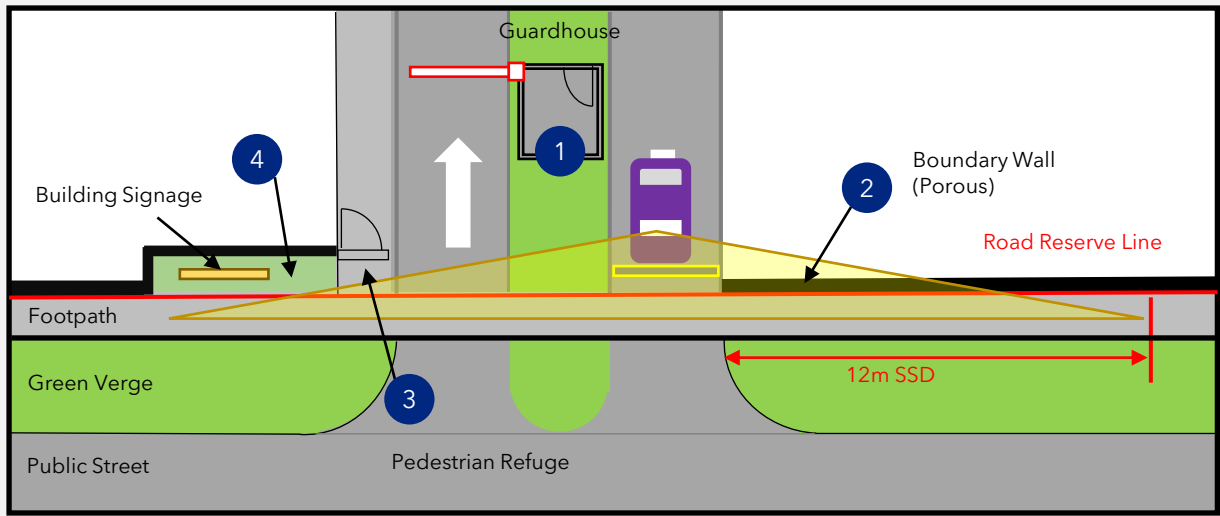 Guardhouse
1
4
2
Boundary Wall
(Porous)
Building Signage
Road Reserve Line
Footpath
12m SSD
Green Verge
3
Public Street
Pedestrian Refuge